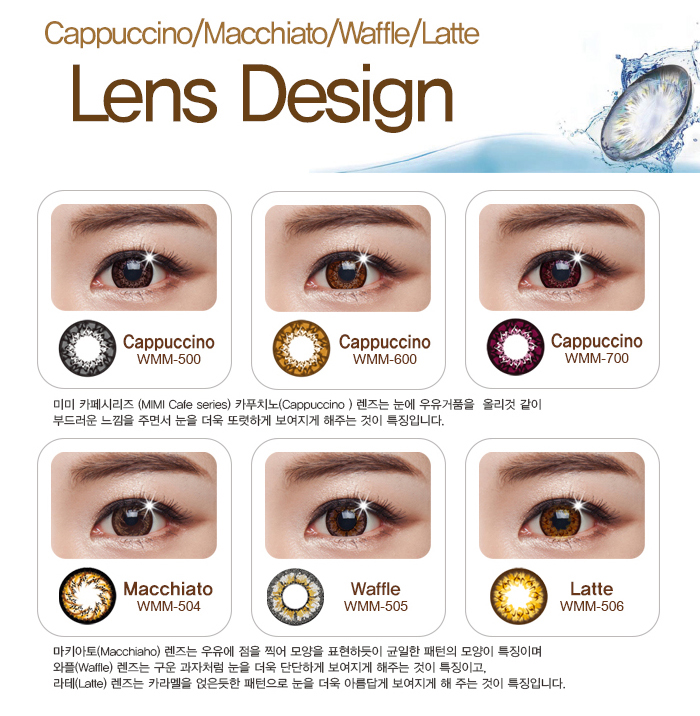 Cappuccino/Macchiato/Waffle/Latte
Lens Design
Cappuccino
WMM-500
Cappuccino
WMM-600
Cappuccino
WMM-700
미미 카페시리즈 (MIMI Cafe series) 카푸치노(Cappuccino ) 렌즈는 눈에 우유거품을 올리것 같이
부드러운 느낌을 주면서 눈을 더욱 또렷하게 보여지게 해주는 것이 특징입니다.
Macchiato
WMM-504
Waffle
WMM-505
Latte
WMM-506
마키아토(Macchiaho) 렌즈는 우유에 점을 찍어 모양을 표현하듯이 균일한 패턴의 모양이 특징이며
와플(Waffle) 렌즈는 구운 과자처럼 눈을 더욱 단단하게 보여지게 해주는 것이 특징이고,
라테(Latte) 렌즈는 카라멜을 얹은듯한 패턴으로 눈을 더욱 아름답게 보여지게 해 주는 것이 특징입니다.